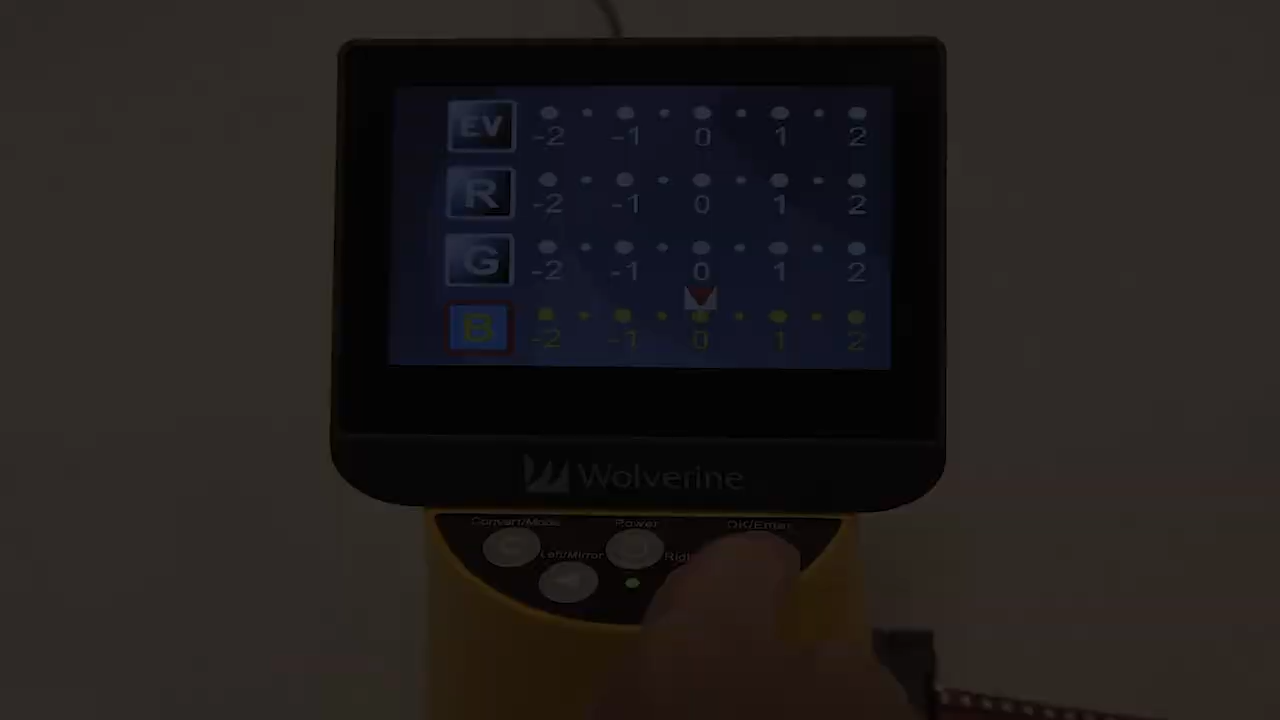 EV -2 -1 0 1 2
R -2 -1 0 1 2
G -2 -1 0 1 2
B -2 -1 0 1 2
Wolverine
Convert/Mode Power OK/Enter
Left/Mirror